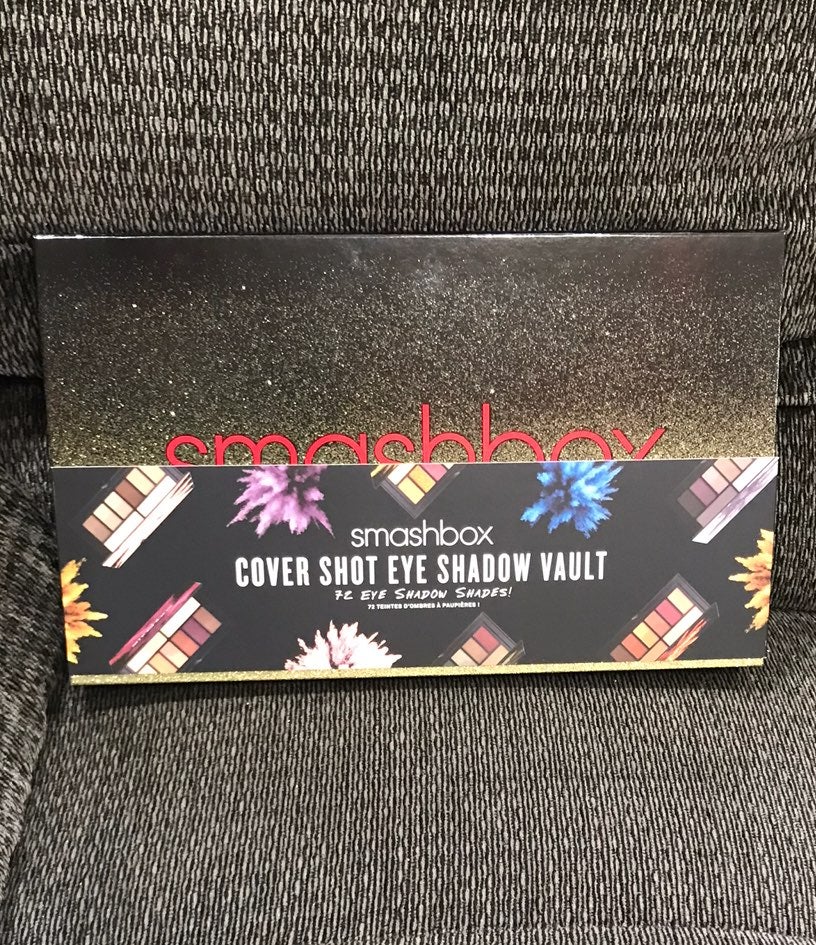 smashbox
smashbox
COVER SHOT EYE SHADOW VAULT
72 EYE SHADOW SHADES!
72 TEINTES D'OMBRES À PAUPIÈRES !